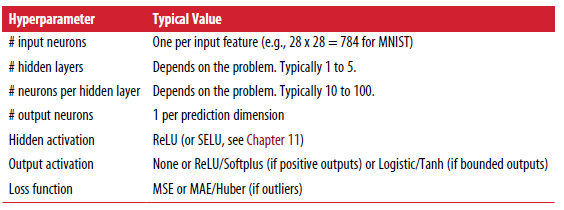 Hyperparameter Typical Value
# input neurons One per input feature (e.g., 28 x 28 = 784 for MNIST)
# hidden layers Depends on the problem. Typically 1 to 5.
# neurons per hidden layer Depends on the problem. Typically 10 to 100.
# output neurons 1 per prediction dimension
Hidden activation ReLU (or SELU, see Chapter 11)
Output activation None or ReLU/Softplus (if positive outputs) or Logistic/Tanh (if bounded outputs)
Loss function MSE or MAE/Huber (if outliers)